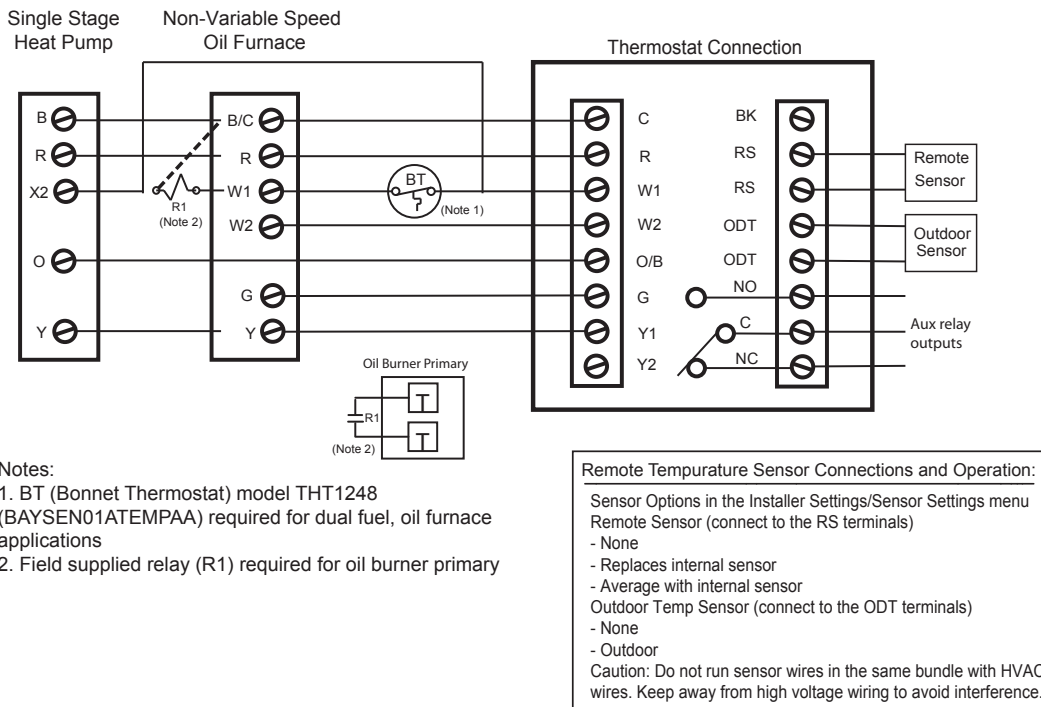 Single Stage
Heat Pump
Non-Variable Speed
Oil Furnace
Thermostat Connection
B
R
X2
O
Y
R1
(Note 2)
B/C
R
W1
W2
G
Y
BT
(Note 1)
C
R
W1
W2
O/B
G
Y1
Y2
BK
RS
RS
ODT
ODT
NO
C
NC
Remote
Sensor
Outdoor
Sensor
Aux relay
outputs
Oil Burner Primary
T
R1
T
(Note 2)
Notes:
1. BT (Bonnet Thermostat) model THT1248
(BAYSEN01ATEMPAA) required for dual fuel, oil furnace
applications
2. Field supplied relay (R1) required for oil burner primary
Remote Tempurature Sensor Connections and Operation:
Sensor Options in the Installer Settings/Sensor Settings menu
Remote Sensor (connect to the RS terminals)
- None
- Replaces internal sensor
- Average with internal sensor
Outdoor Temp Sensor (connect to the ODT terminals)
- None
- Outdoor
Caution: Do not run sensor wires in the same bundle with HVAC
wires. Keep away from high voltage wiring to avoid interference.